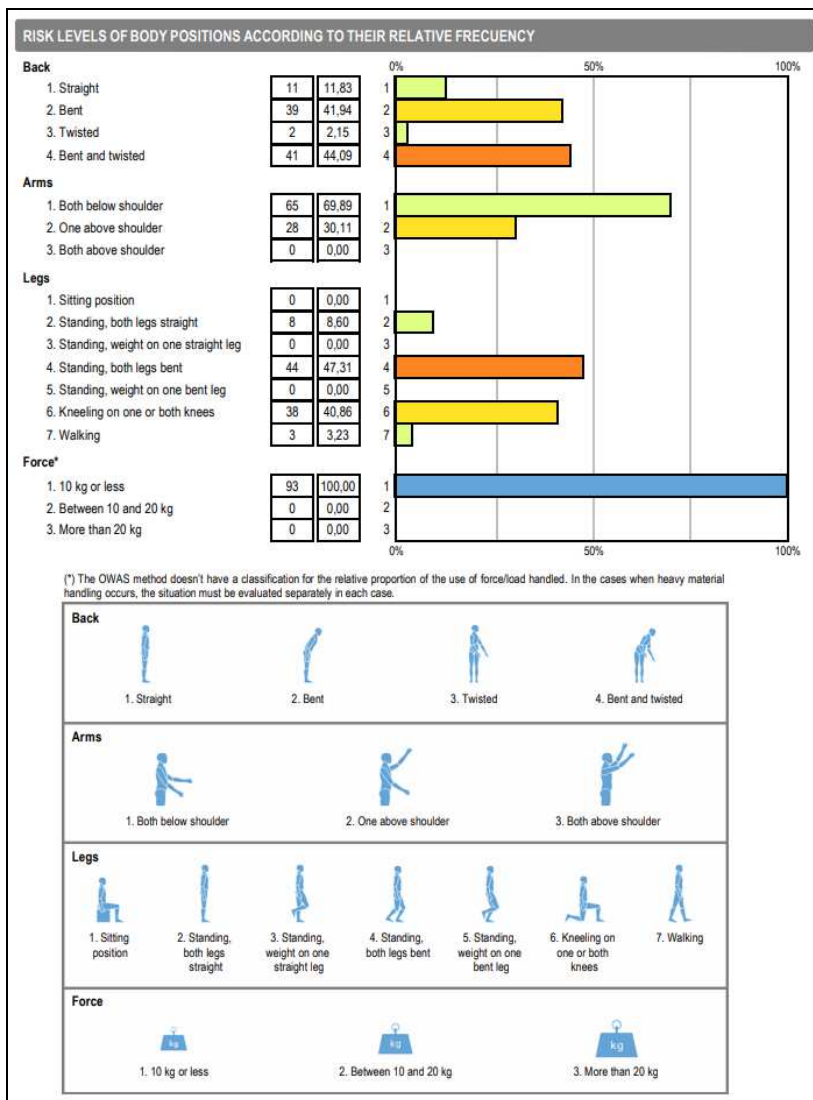 RISK LEVELS OF BODY POSITIONS ACCORDING TO THEIR RELATIVE FRECUENCY
Back 0% 50% 100%
1. Straight 11 11,83 1
2. Bent 39 41,94 2
3. Twisted 2 2,15 3
4. Bent and twisted 41 44,09 4
Arms
1. Both below shoulder 65 69,89 1
2. One above shoulder 28 30,11 2
3. Both above shoulder 0 0,00 3
Legs
1. Sitting position 0 0,00 1
2. Standing, both legs straight 8 8,60 2
3. Standing, weight on one straight leg 0 0,00 3
4. Standing, both legs bent 44 47,31 4
5. Standing, weight on one bent leg 0 0,00 5
6. Kneeling on one or both knees 38 40,86 6
7. Walking 3 3,23 7
Force*
1. 10 kg or less 93 100,00 1
2. Between 10 and 20 kg 0 0,00 2
3. More than 20 kg 0 0,00 3
0% 50% 100%
(*) The OWAS method doesn't have a classification for the relative proportion of the use of force/load handled. In the cases when heavy material
handling occurs, the situation must be evaluated separately in each case.
Back
1. Straight 2. Bent 3. Twisted 4. Bent and twisted
Arms
1. Both below shoulder 2. One above shoulder 3. Both above shoulder
Legs
1. Sitting 2. Standing, 3. Standing, 4. Standing, 5. Standing, 6. Kneeling on 7. Walking
position both legs weight on one both legs bent weight on one one or both
straight straight leg bent leg knees
Force
kg kg kg
1. 10 kg or less 2. Between 10 and 20 kg 3. More than 20 kg